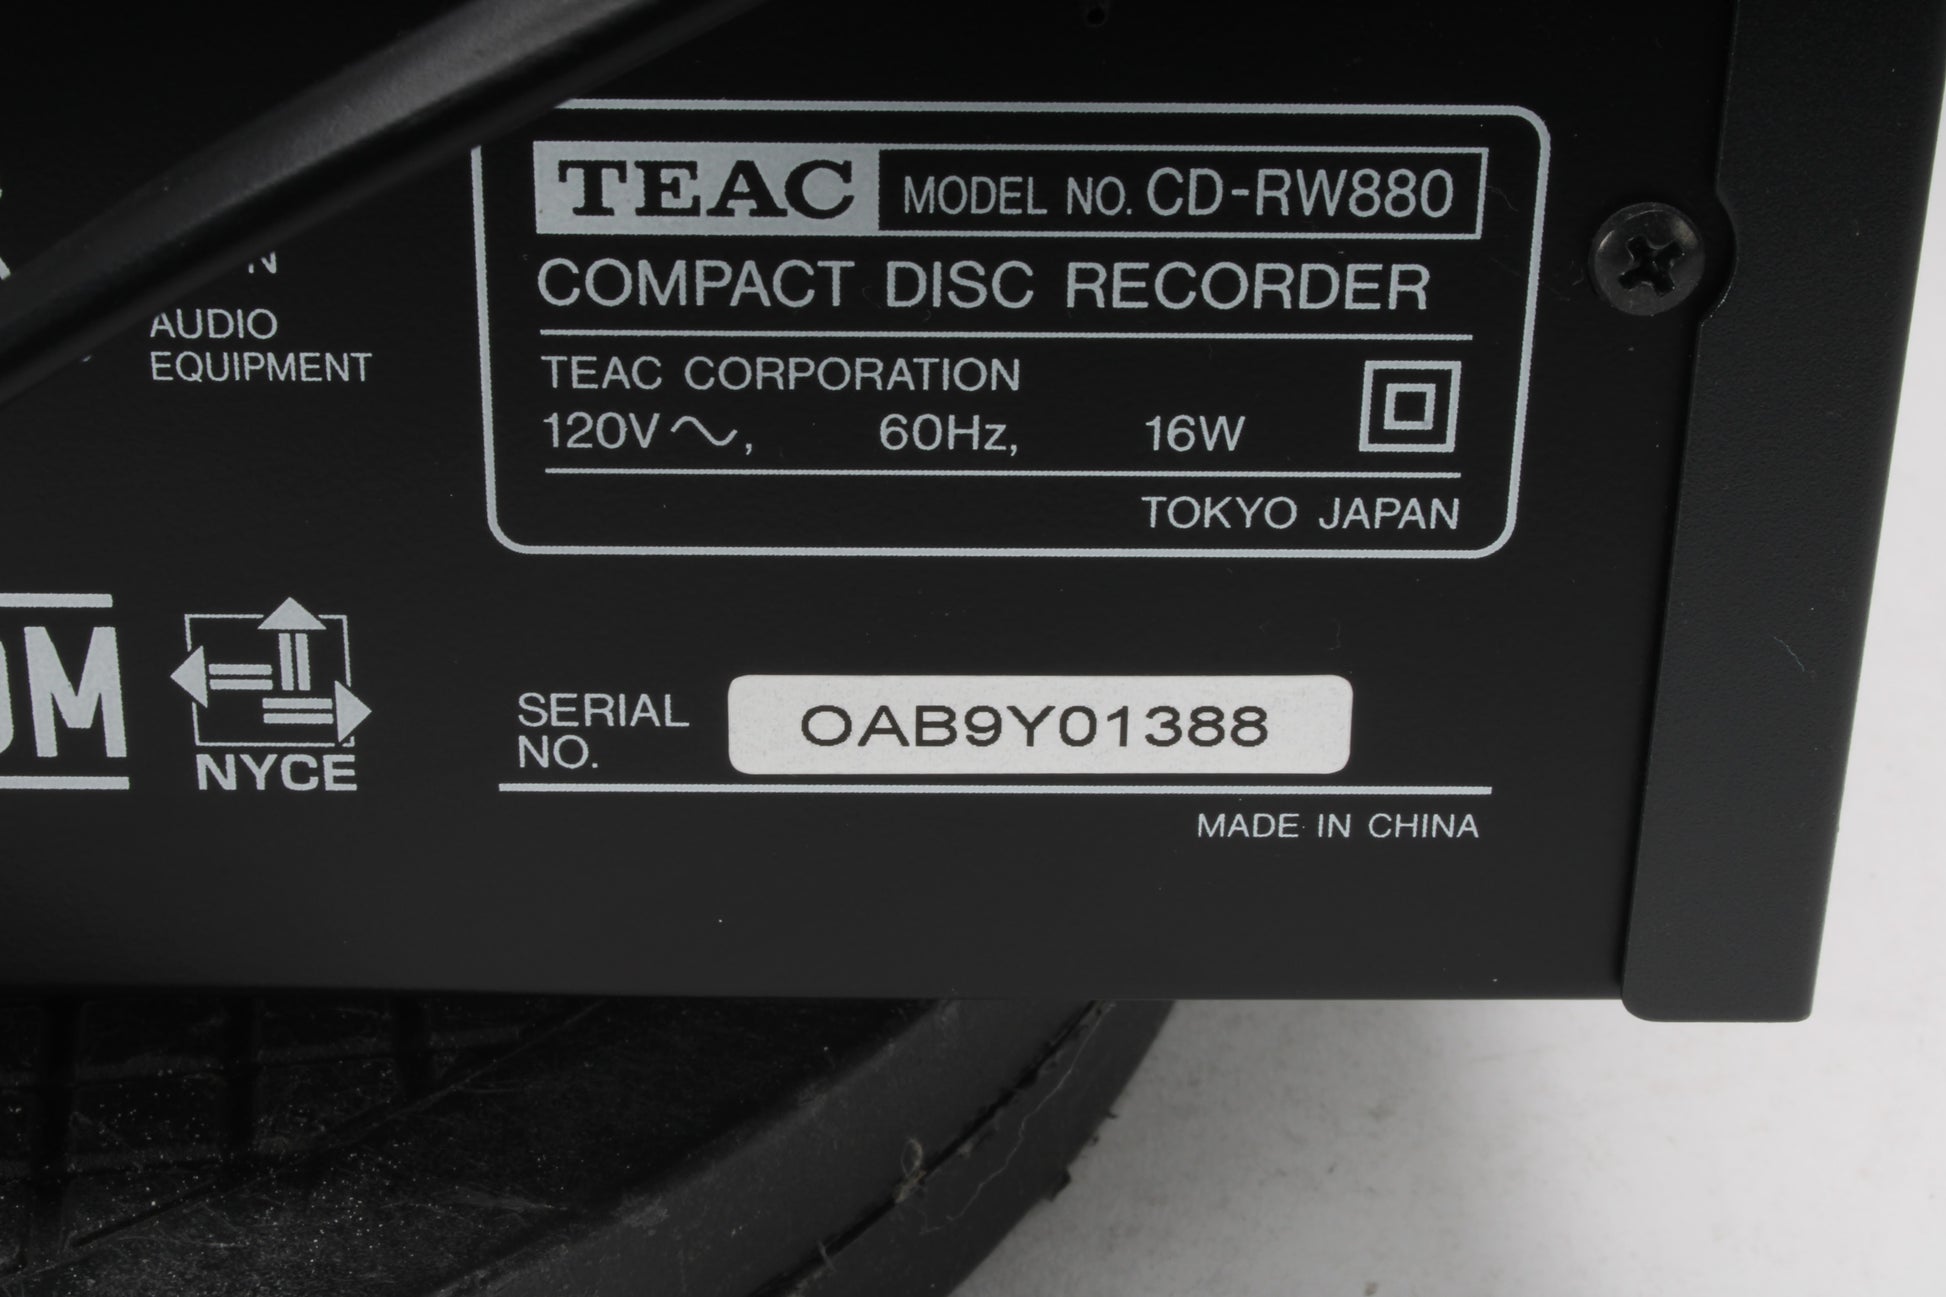 TEAC MODEL NO. CD-RW880
COMPACT DISC RECORDER
TEAC CORPORATION
120V～, 60Hz, 16W
TOKYO JAPAN
AUDIO
EQUIPMENT
NYCE
SERIAL
NO.
OAB9Y01388
MADE IN CHINA